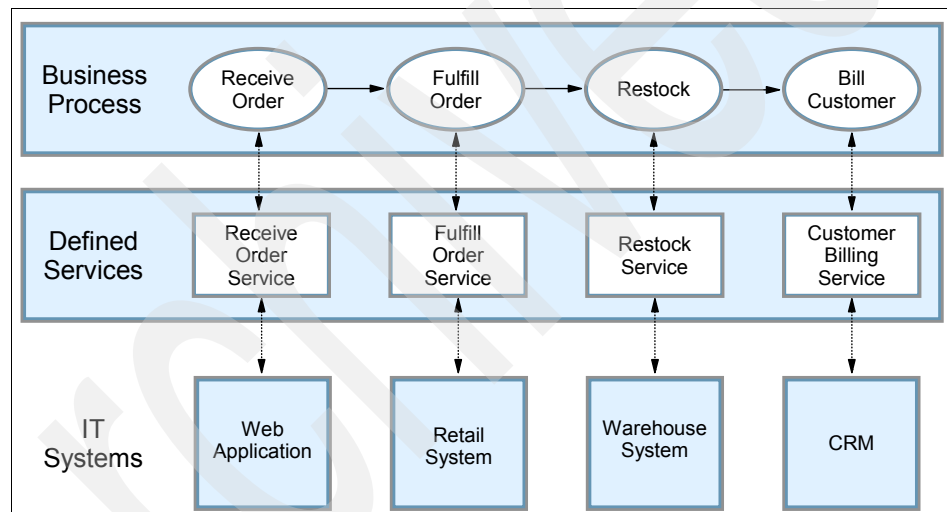 Business
Process
Receive
Order
Fulfill
Order
Restock
Bill
Customer
Defined
Services
Receive
Order
Service
Fulfill
Order
Service
Restock
Service
Customer
Billing
Service
IT
Systems
Web
Application
Retail
System
Warehouse
System
CRM